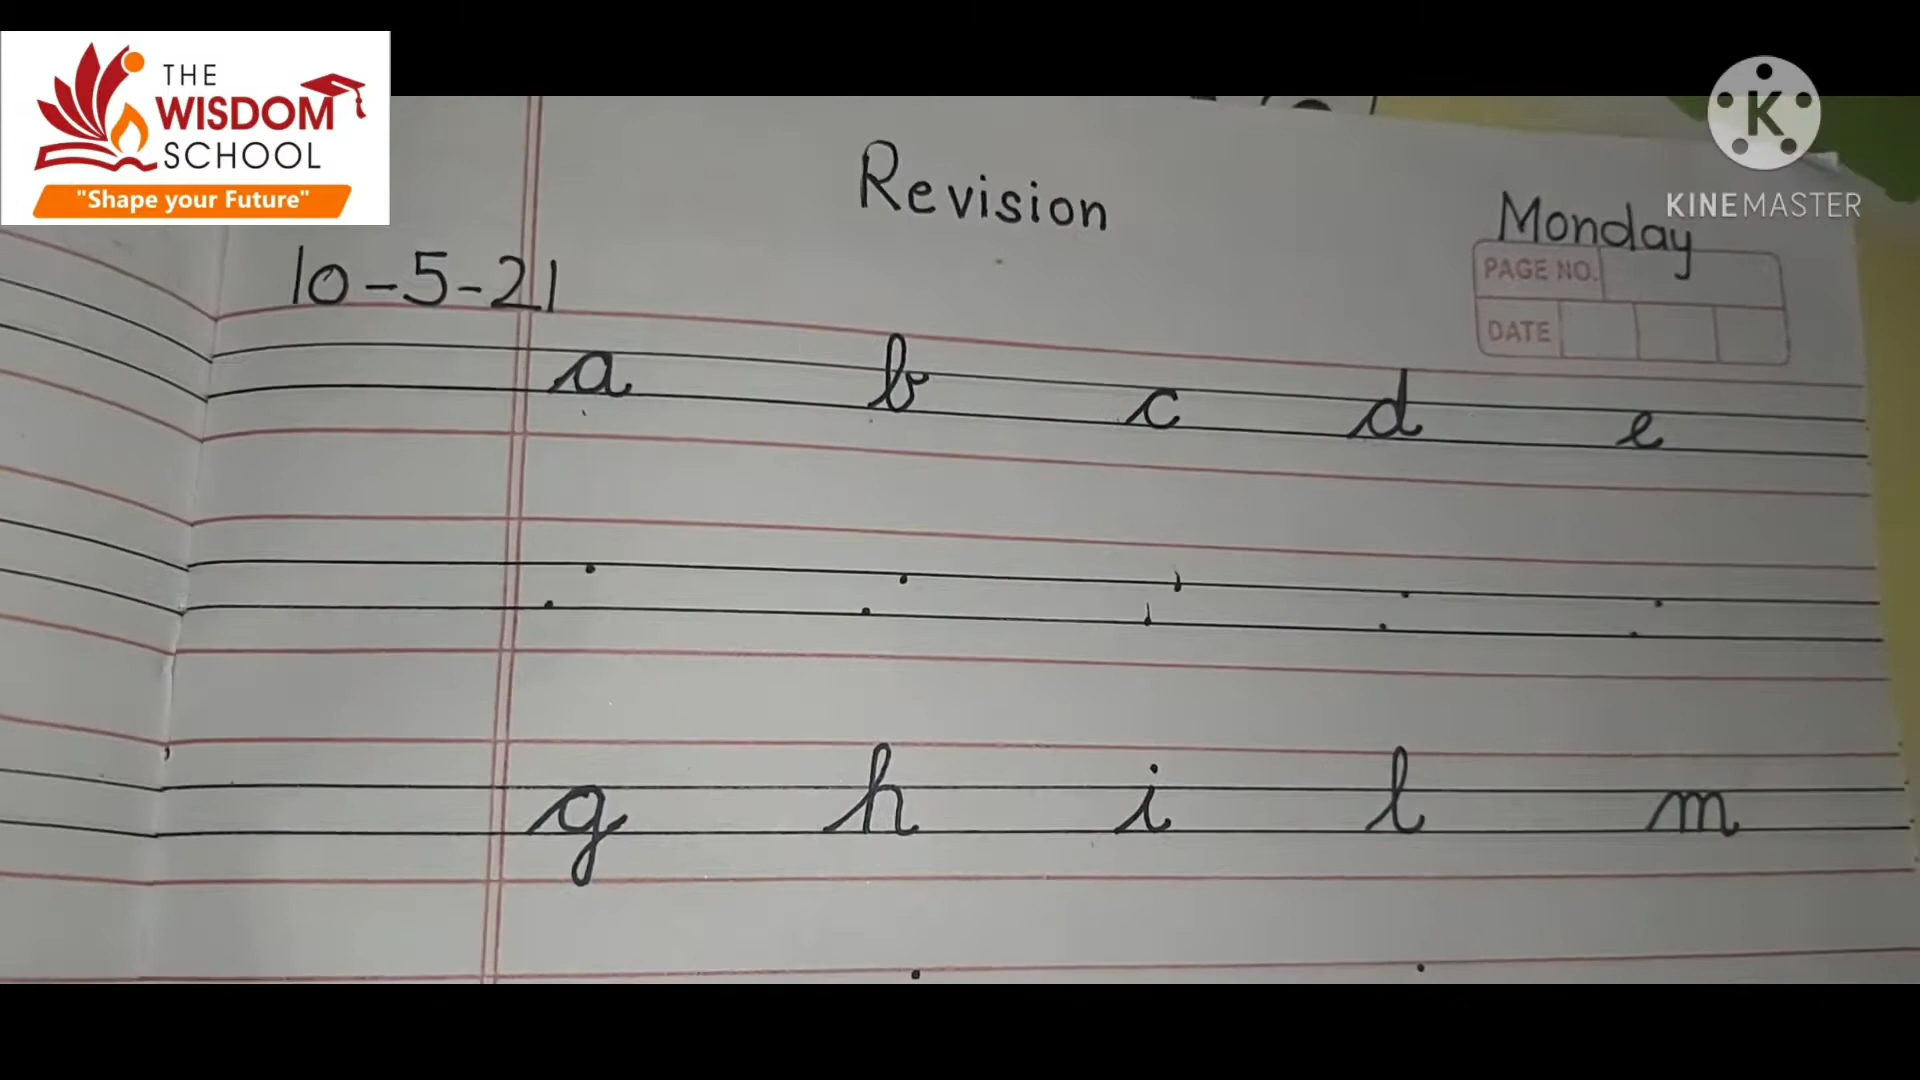 THE
WISDOM
SCHOOL
"Shape your Future"
K
KINEMASTER
Revision
Monday
PAGE NO.
DATE
10-5-21
a b c d e
g h i l m